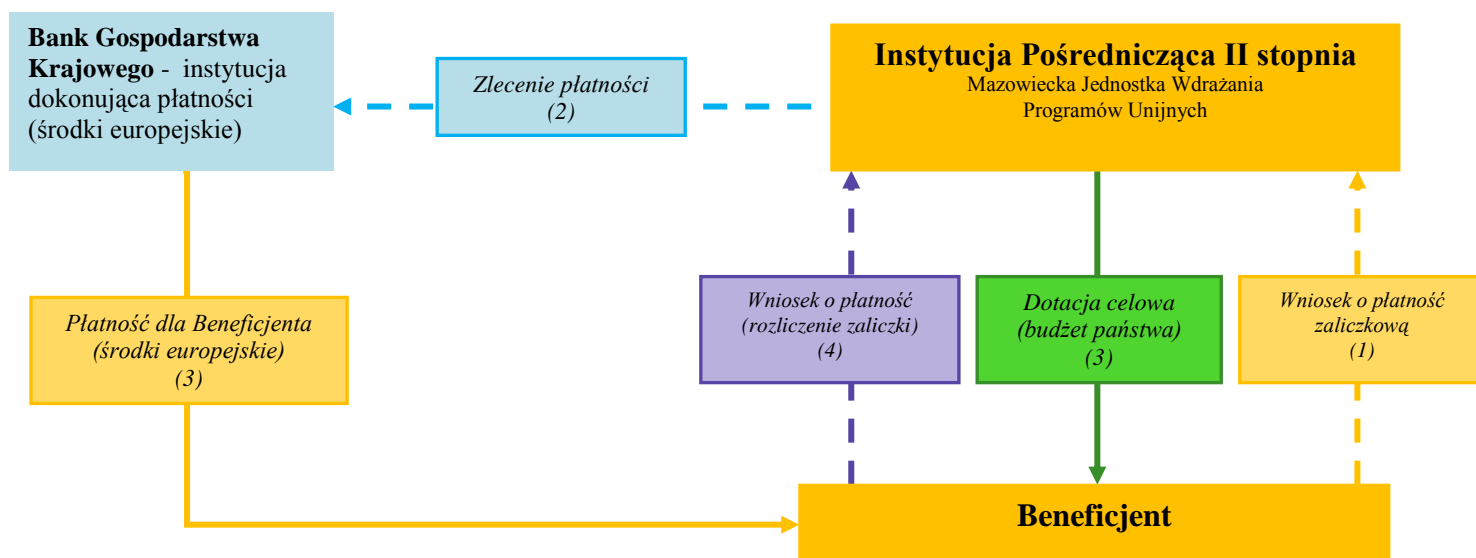 Bank Gospodarstwa
Krajowego - instytucja
dokonująca płatności
(środki europejskie)
Zlecenie płatności
(2)
Instytucja Pośrednicząca II stopnia
Mazowiecka Jednostka Wdrażania
Programów Unijnych
Płatność dla Beneficjenta
(środki europejskie)
(3)
Wniosek o płatność
(rozliczenie zaliczki)
(4)
Dotacja celowa
(budżet państwa)
(3)
Wniosek o płatność
zaliczkową
(1)
Beneficjent